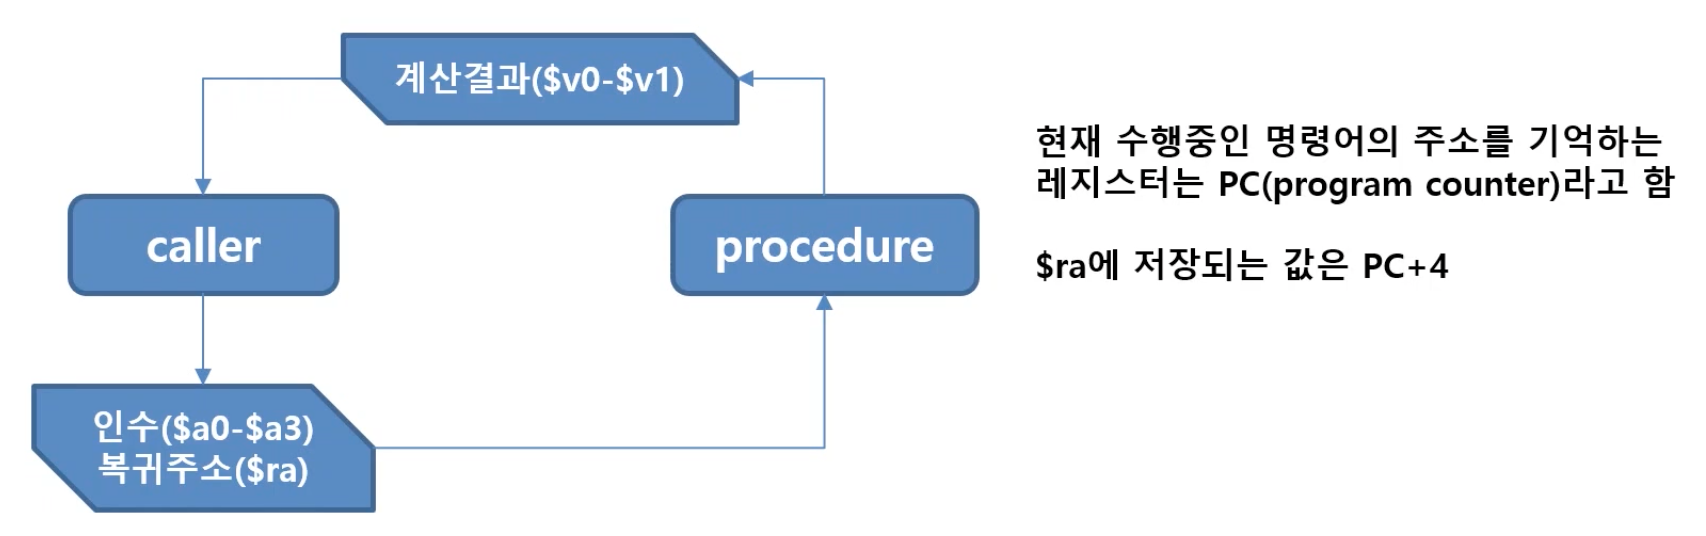 계산결과($v0-$v1)
caller
procedure
인수($a0-$a3)
복귀주소($ra)
현재 수행중인 명령어의 주소를 기억하는
레지스터는 PC(program counter)라고 함
$ra에 저장되는 값은 PC+4